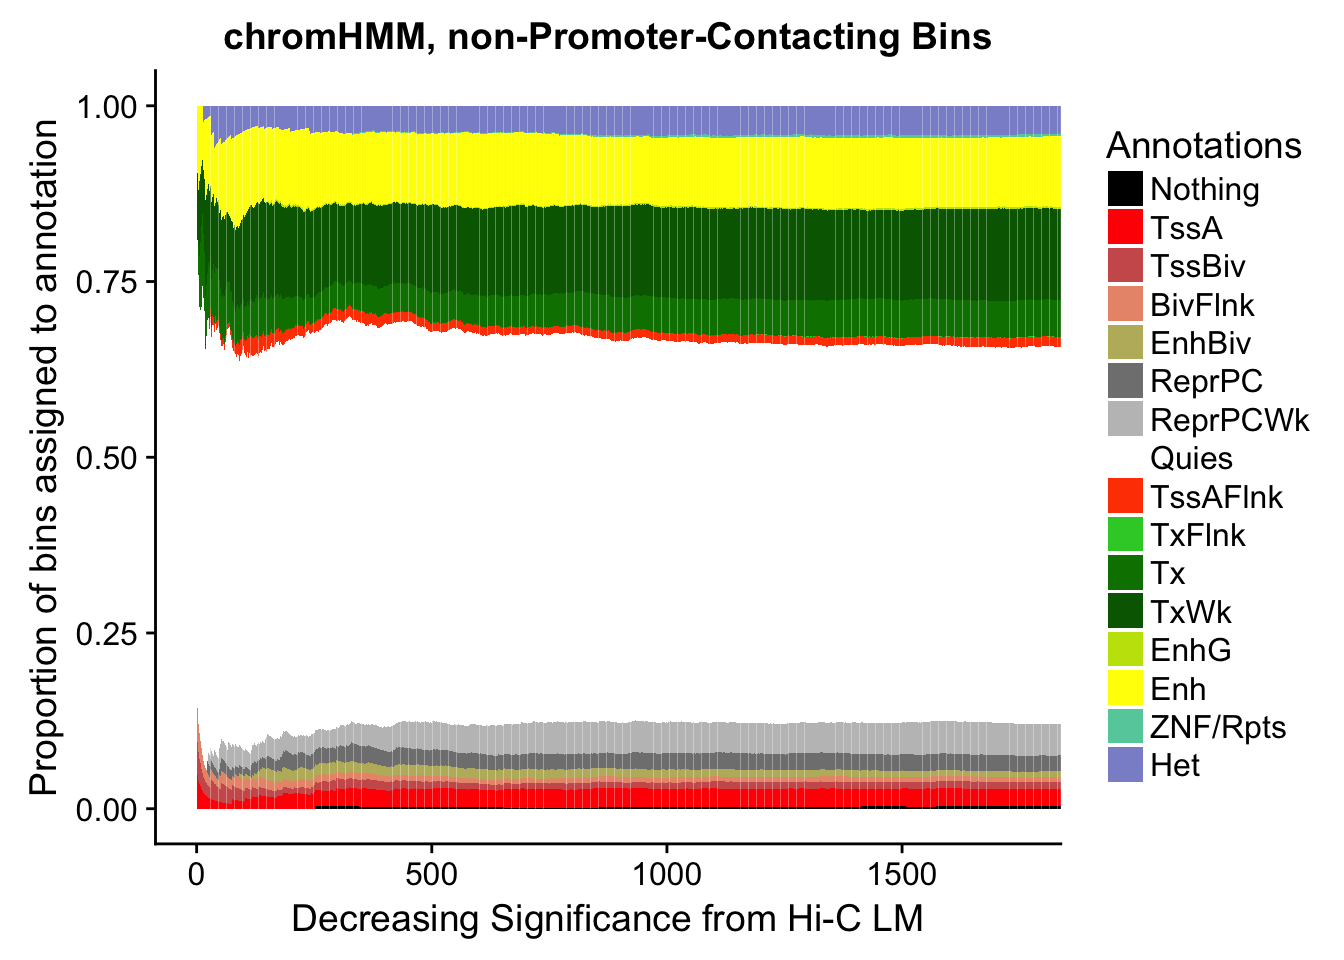 chromHMM, non-Promoter-Contacting Bins
Proportion of bins assigned to annotation
1.00
0.75
0.50
0.25
0.00
0
500
1000
1500
Decreasing Significance from Hi-C LM
Annotations
Nothing
TssA
TssBiv
BivFlnk
EnhBiv
ReprPC
ReprPCWk
Quies
TssAFlnk
TxFlnk
Tx
TxWk
EnhG
Enh
ZNF/Rpts
Het